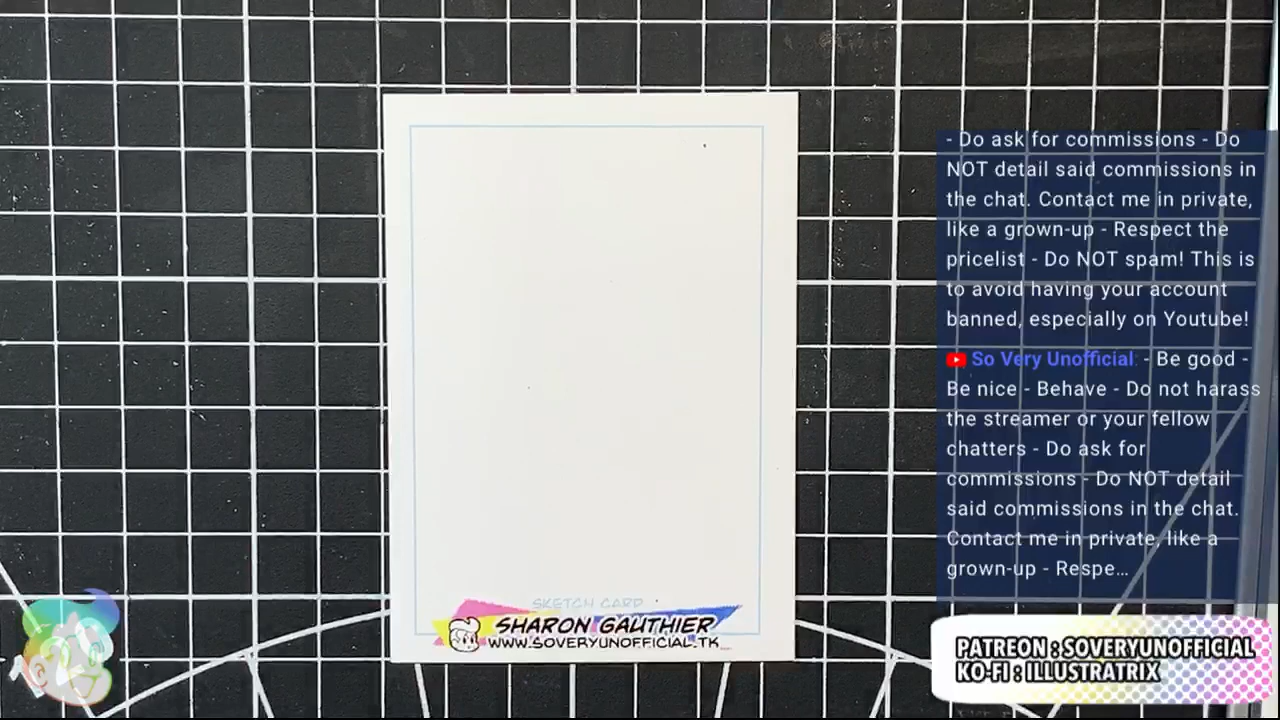 - Do ask for commissions - Do
NOT detail said commissions in
the chat. Contact me in private,
like a grown-up - Respect the
pricelist - Do NOT spam! This is
to avoid having your account
banned, especially on Youtube!
So Very Unofficial: - Be good -
Be nice - Behave - Do not harass
the streamer or your fellow
chatters - Do ask for
commissions - Do NOT detail
said commissions in the chat.
Contact me in private, like a
grown-up - Respe…
SKETCH CARD
SHARON GAUTHIER
WWW.SOVERYUNOFFICIAL.TK
PATREON : SOVERYUNOFFICIAL
KO-FI : ILLUSTRATRIX